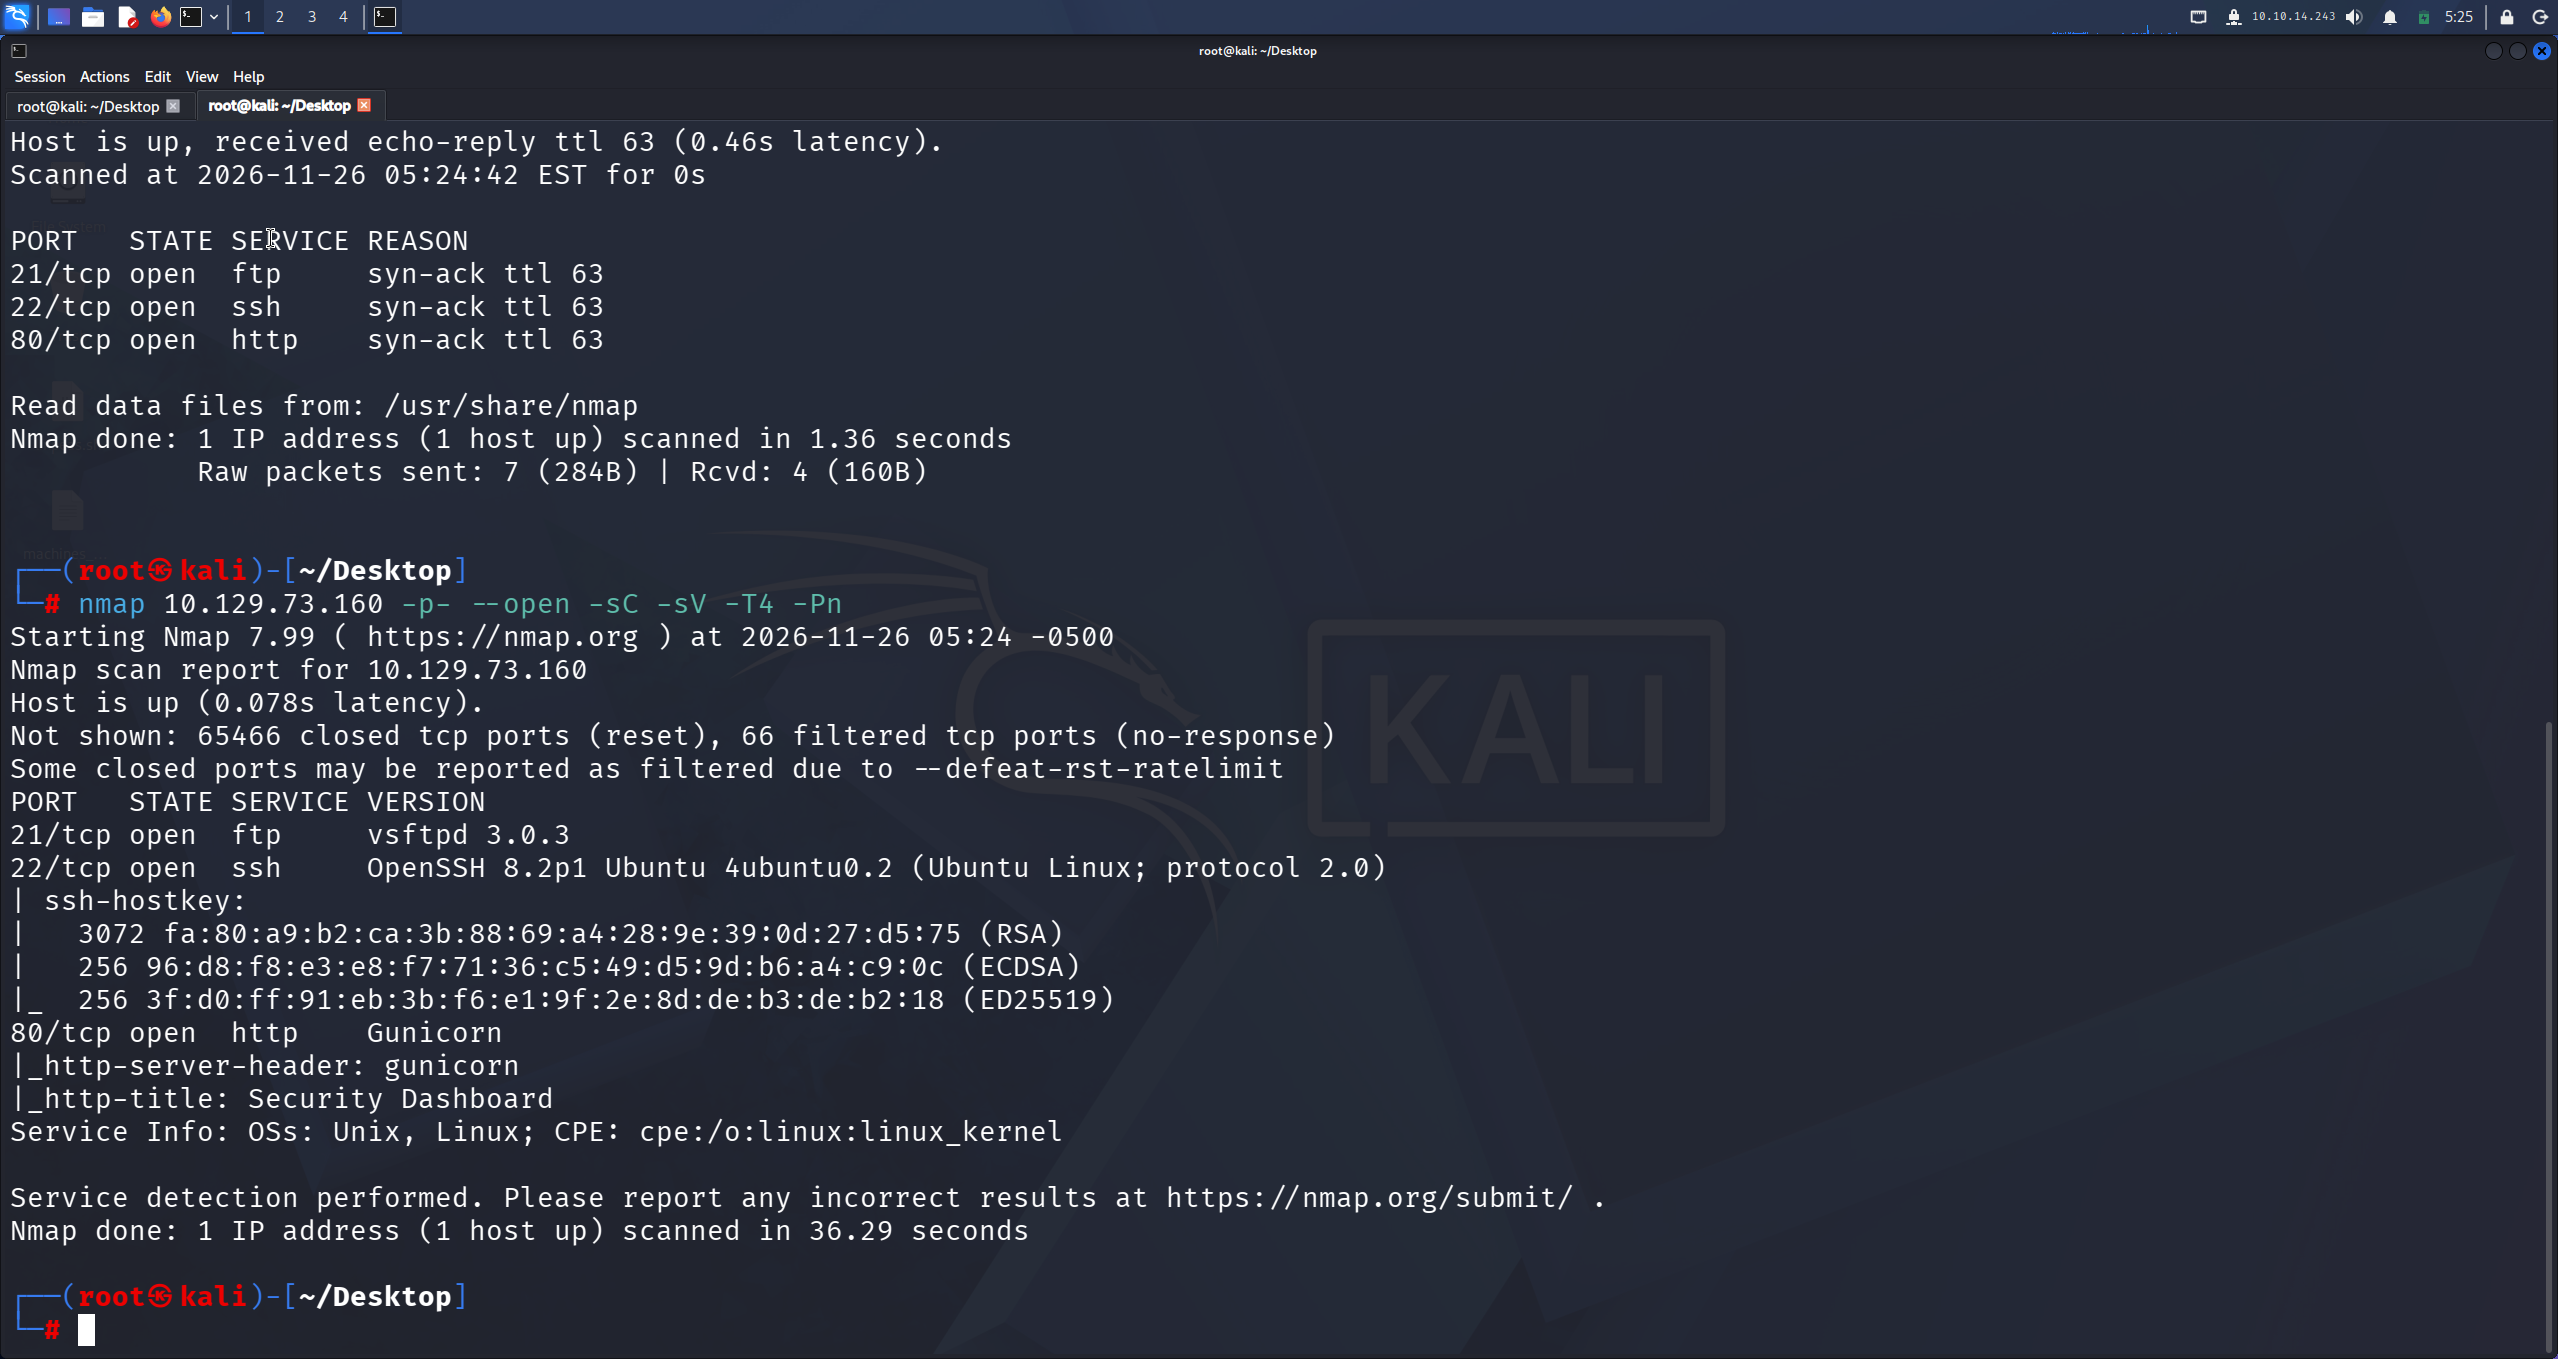 1 2 3 4 10.10.14.243 5:25
root@kali: ~/Desktop
Session Actions Edit View Help
root@kali: ~/Desktop root@kali: ~/Desktop
Host is up, received echo-reply ttl 63 (0.46s latency).
Scanned at 2026-11-26 05:24:42 EST for 0s
PORT   STATE SERVICE REASON
21/tcp open  ftp     syn-ack ttl 63
22/tcp open  ssh     syn-ack ttl 63
80/tcp open  http    syn-ack ttl 63
Read data files from: /usr/share/nmap
Nmap done: 1 IP address (1 host up) scanned in 1.36 seconds
           Raw packets sent: 7 (284B) | Rcvd: 4 (160B)
┌──(root㉿kali)-[~/Desktop]
└─# nmap 10.129.73.160 -p- --open -sC -sV -T4 -Pn
Starting Nmap 7.99 ( https://nmap.org ) at 2026-11-26 05:24 -0500
Nmap scan report for 10.129.73.160
Host is up (0.078s latency).
Not shown: 65466 closed tcp ports (reset), 66 filtered tcp ports (no-response)
Some closed ports may be reported as filtered due to --defeat-rst-ratelimit
PORT   STATE SERVICE VERSION
21/tcp open  ftp     vsftpd 3.0.3
22/tcp open  ssh     OpenSSH 8.2p1 Ubuntu 4ubuntu0.2 (Ubuntu Linux; protocol 2.0)
| ssh-hostkey:
|   3072 fa:80:a9:b2:ca:3b:88:69:a4:28:9e:39:0d:27:d5:75 (RSA)
|   256 96:d8:f8:e3:e8:f7:71:36:c5:49:d5:9d:b6:a4:c9:0c (ECDSA)
|_  256 3f:d0:ff:91:eb:3b:f6:e1:9f:2e:8d:de:b3:de:b2:18 (ED25519)
80/tcp open  http    Gunicorn
|_http-server-header: gunicorn
|_http-title: Security Dashboard
Service Info: OSs: Unix, Linux; CPE: cpe:/o:linux:linux_kernel
Service detection performed. Please report any incorrect results at https://nmap.org/submit/ .
Nmap done: 1 IP address (1 host up) scanned in 36.29 seconds
┌──(root㉿kali)-[~/Desktop]
└─#
KALI